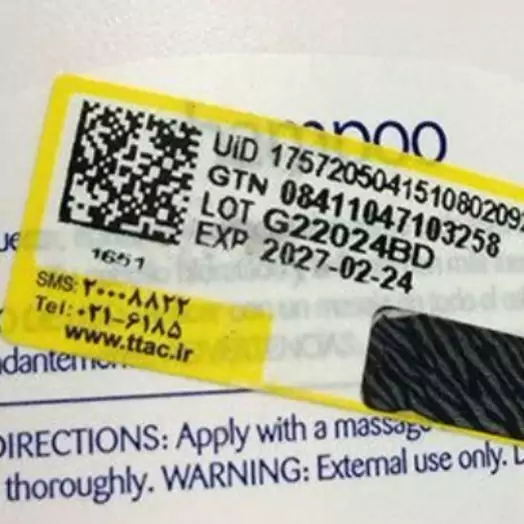 hampoo
UiD 1757205041510802092
GTN 08411047103258
LOT G22024BD
EXP 2027-02-24
1651
SMS: ۲۰۰۰۸۸۲۲
Tel: ۰۲۱-۶۱۸۵
www.ttac.ir
DIRECTIONS: Apply with a massage
thoroughly. WARNING: External use only.